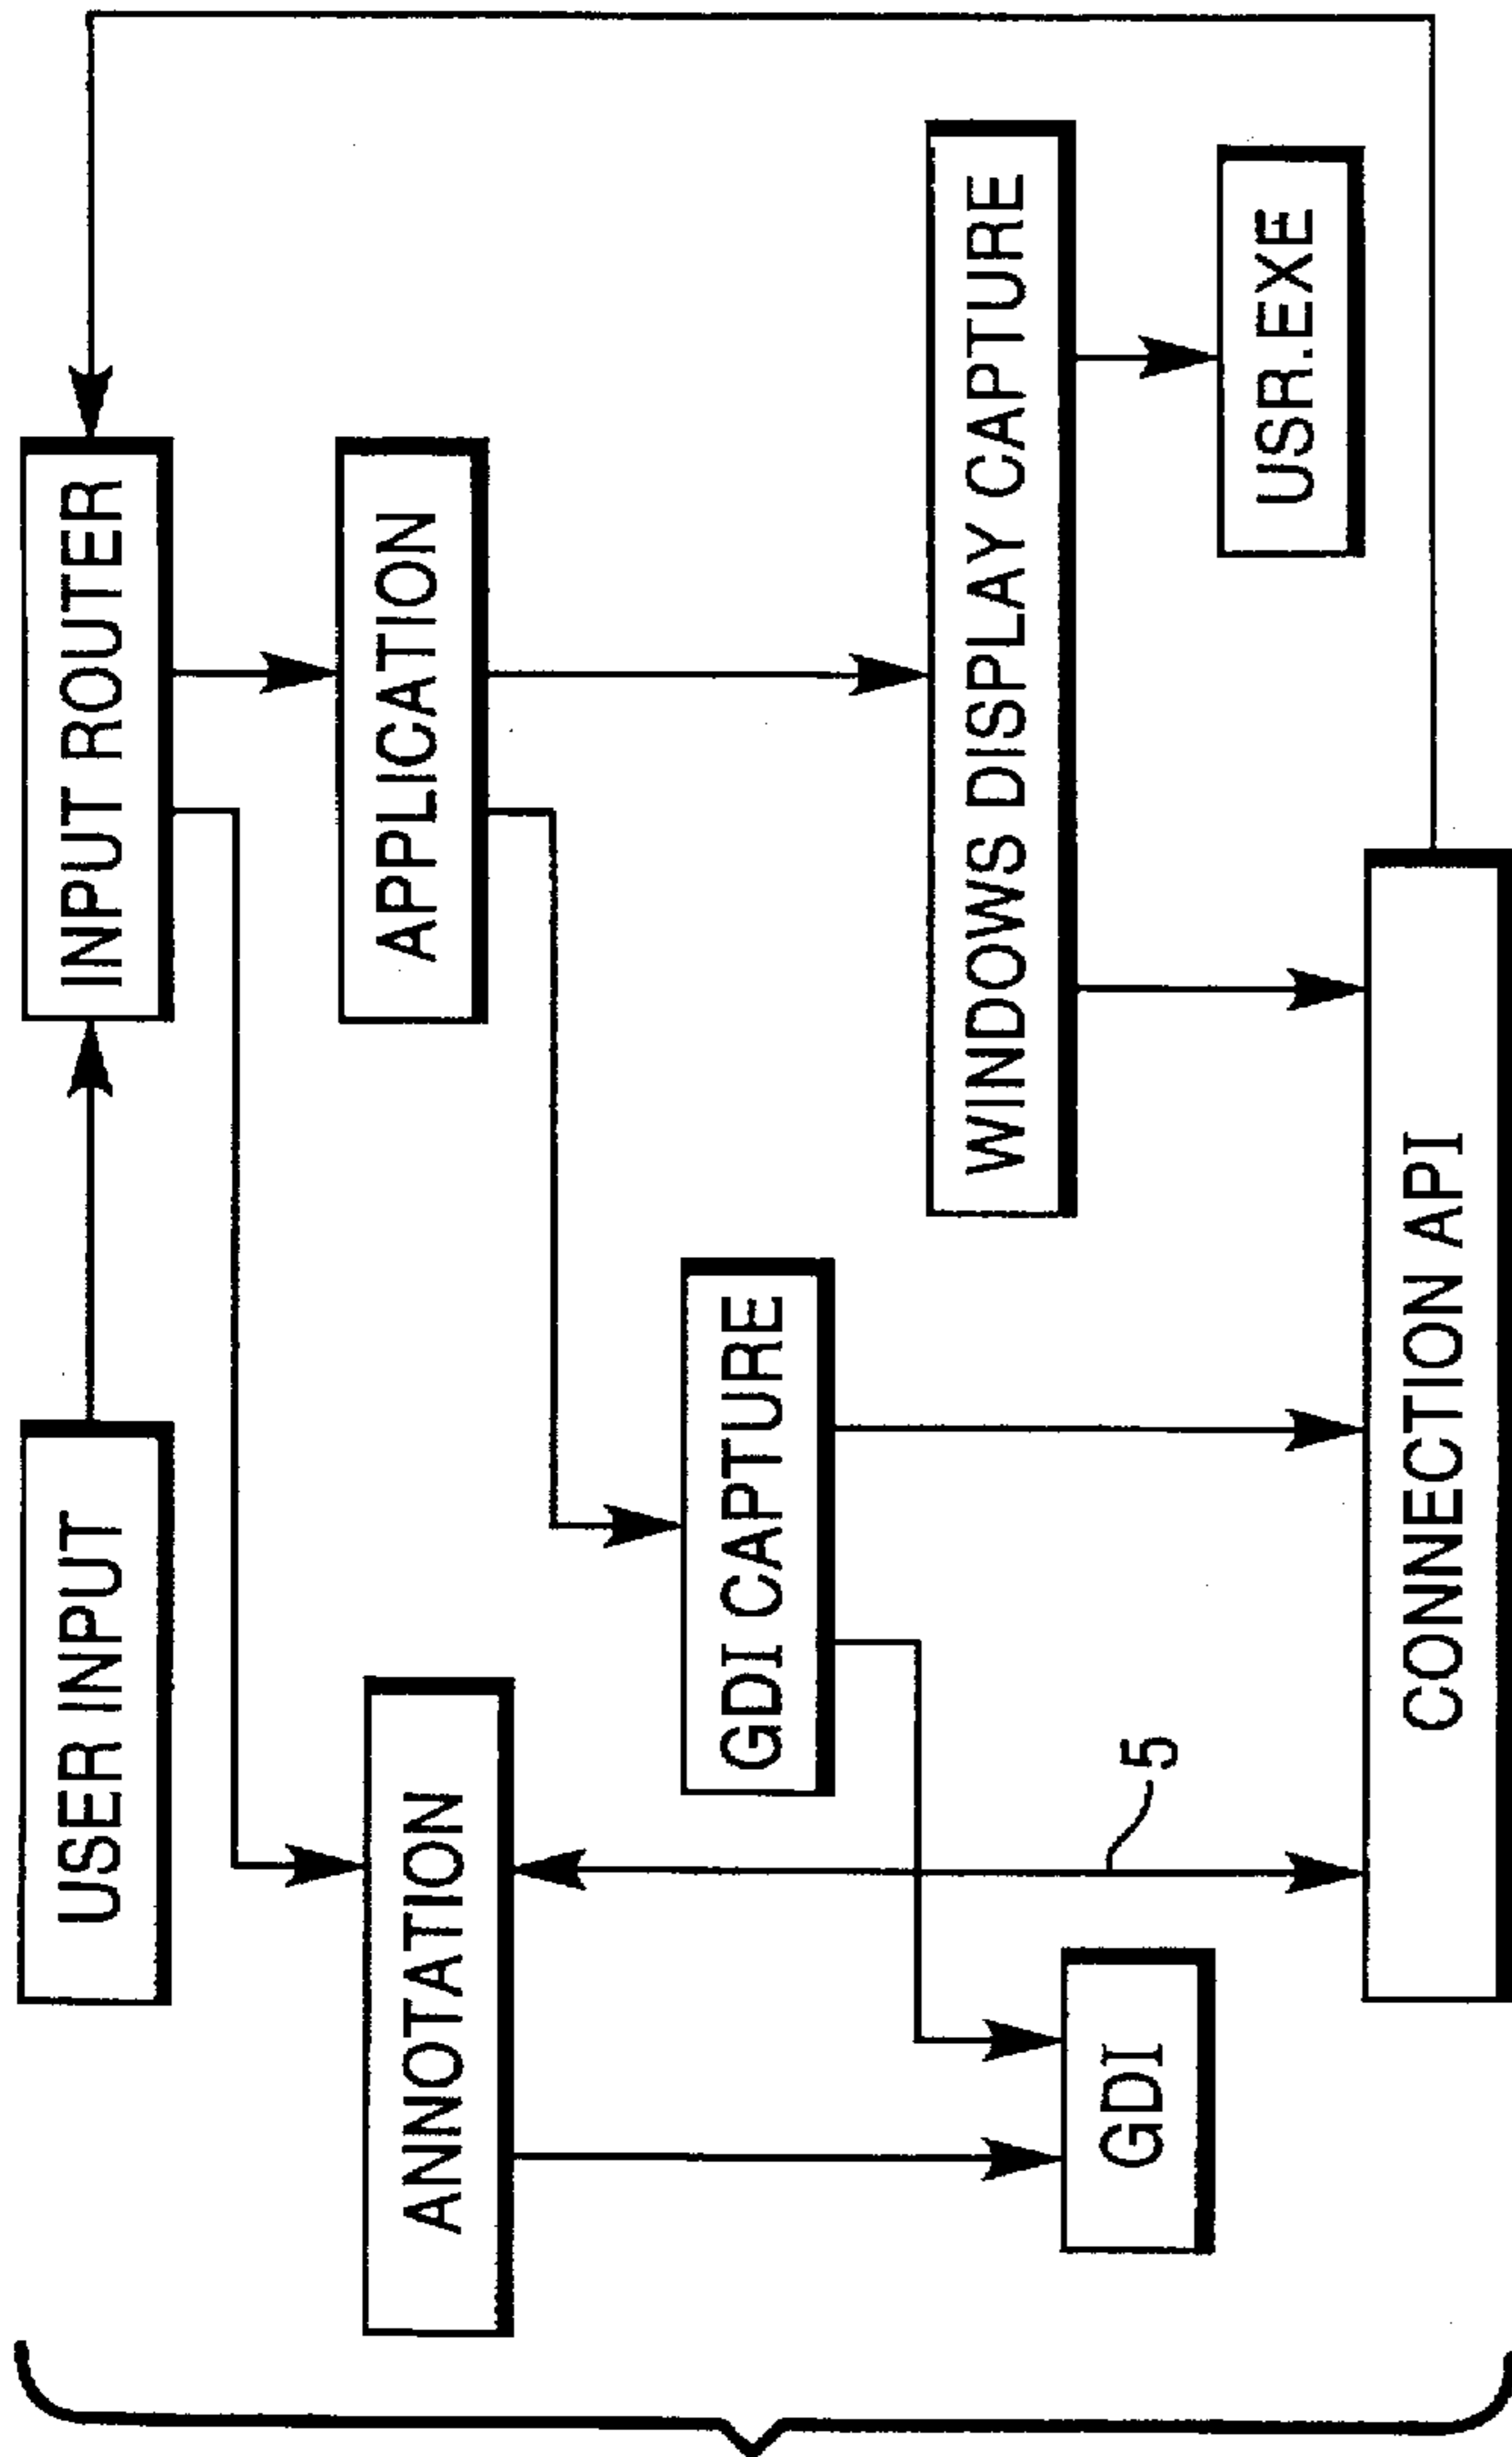 USER INPUT
INPUT ROUTER
ANNOTATION
APPLICATION
GDI CAPTURE
WINDOWS DISPLAY CAPTURE
5
GDI
USR.EXE
CONNECTION API